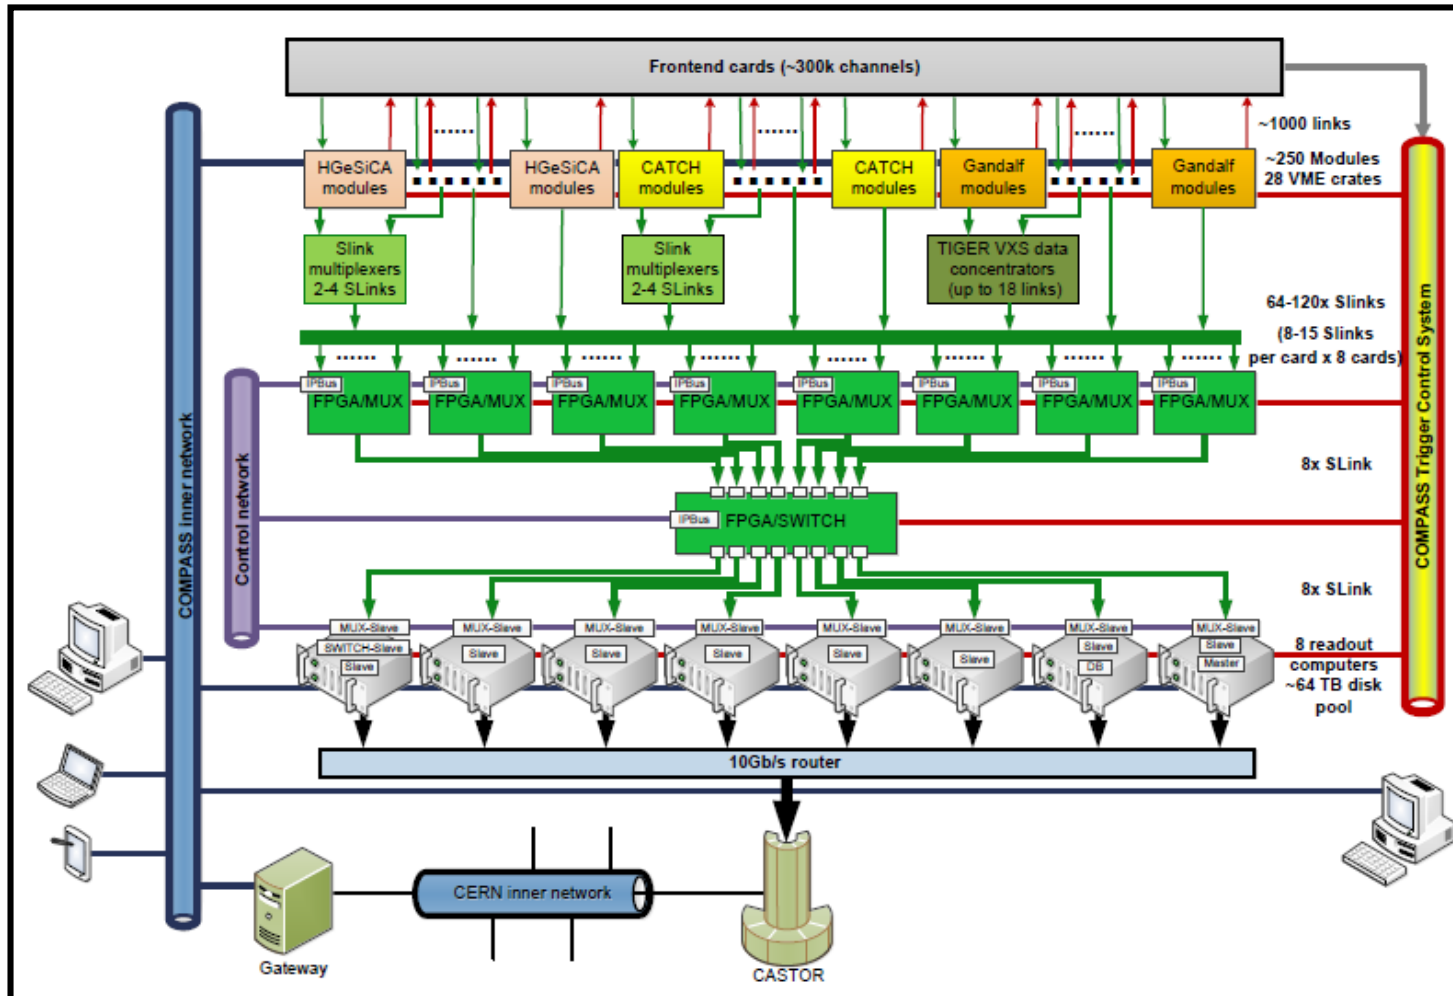 Frontend cards (~300k channels)
~1000 links
HGeSiCA
modules
HGeSiCA
modules
CATCH
modules
CATCH
modules
Gandalf
modules
Gandalf
modules
~250 Modules
28 VME crates
Slink
multiplexers
2-4 SLinks
Slink
multiplexers
2-4 SLinks
TIGER VXS data
concentrators
(up to 18 links)
64-120x Slinks
(8-15 Slinks
per card x 8 cards)
IPBus
FPGA/MUX
IPBus
FPGA/MUX
IPBus
FPGA/MUX
IPBus
FPGA/MUX
IPBus
FPGA/MUX
IPBus
FPGA/MUX
IPBus
FPGA/MUX
IPBus
FPGA/MUX
COMPASS inner network
Control network
COMPASS Trigger Control System
8x SLink
IPBus
FPGA/SWITCH
8x SLink
MUX-Slave
SWITCH-Slave
Slave
MUX-Slave
Slave
MUX-Slave
Slave
MUX-Slave
Slave
MUX-Slave
Slave
MUX-Slave
Slave
MUX-Slave
Slave
DB
MUX-Slave
Slave
Master
8 readout
computers
~64 TB disk
pool
10Gb/s router
CERN inner network
Gateway
CASTOR